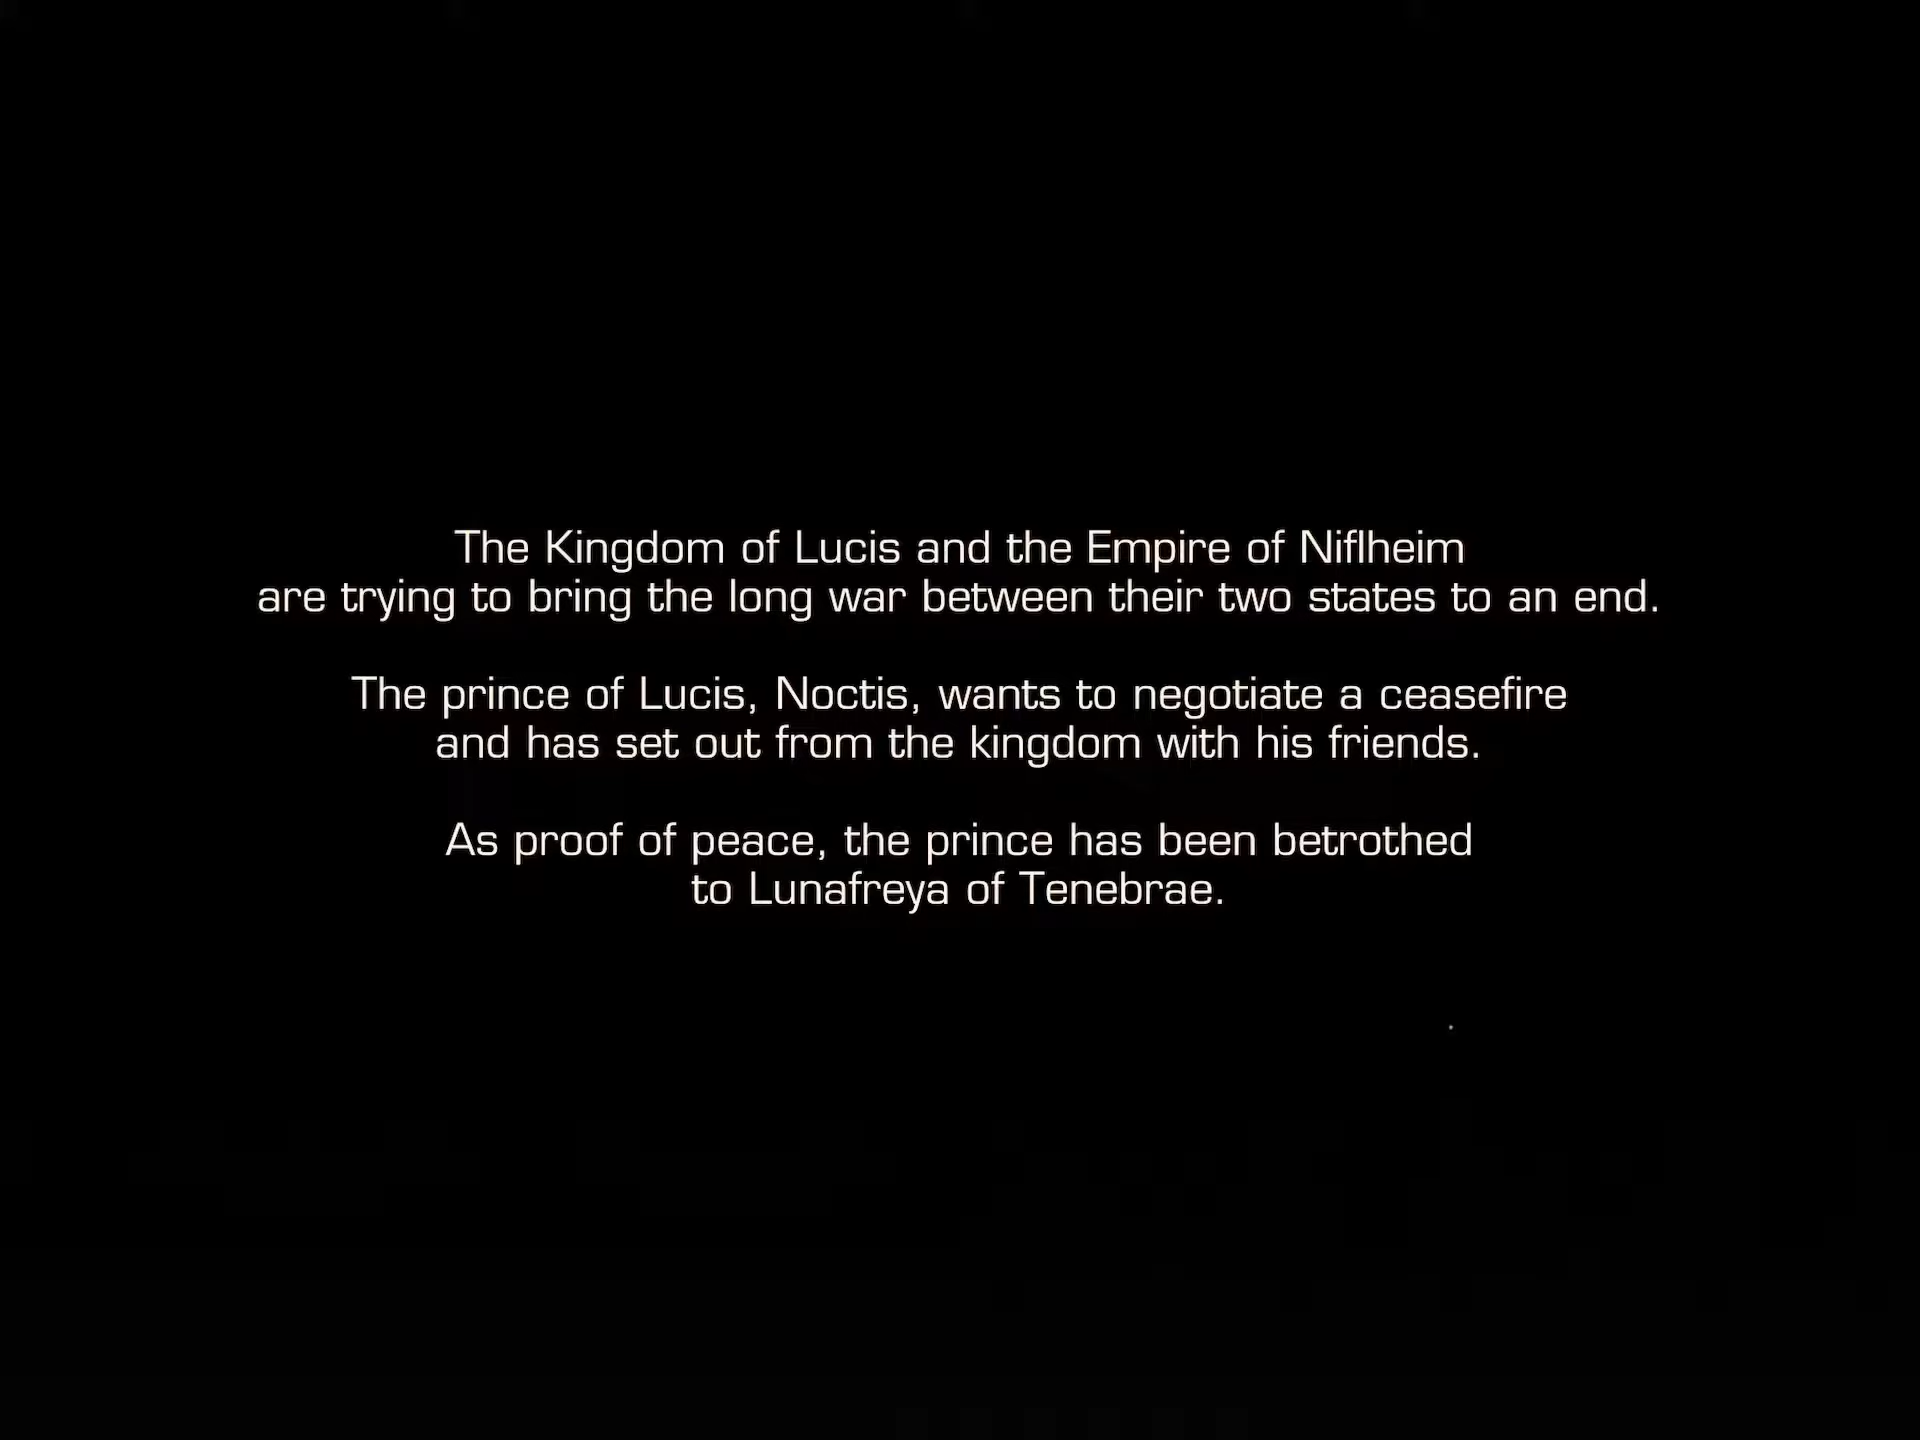 The Kingdom of Lucis and the Empire of Niflheim
are trying to bring the long war between their two states to an end.
The prince of Lucis, Noctis, wants to negotiate a ceasefire
and has set out from the kingdom with his friends.
As proof of peace, the prince has been betrothed
to Lunafreya of Tenebrae.